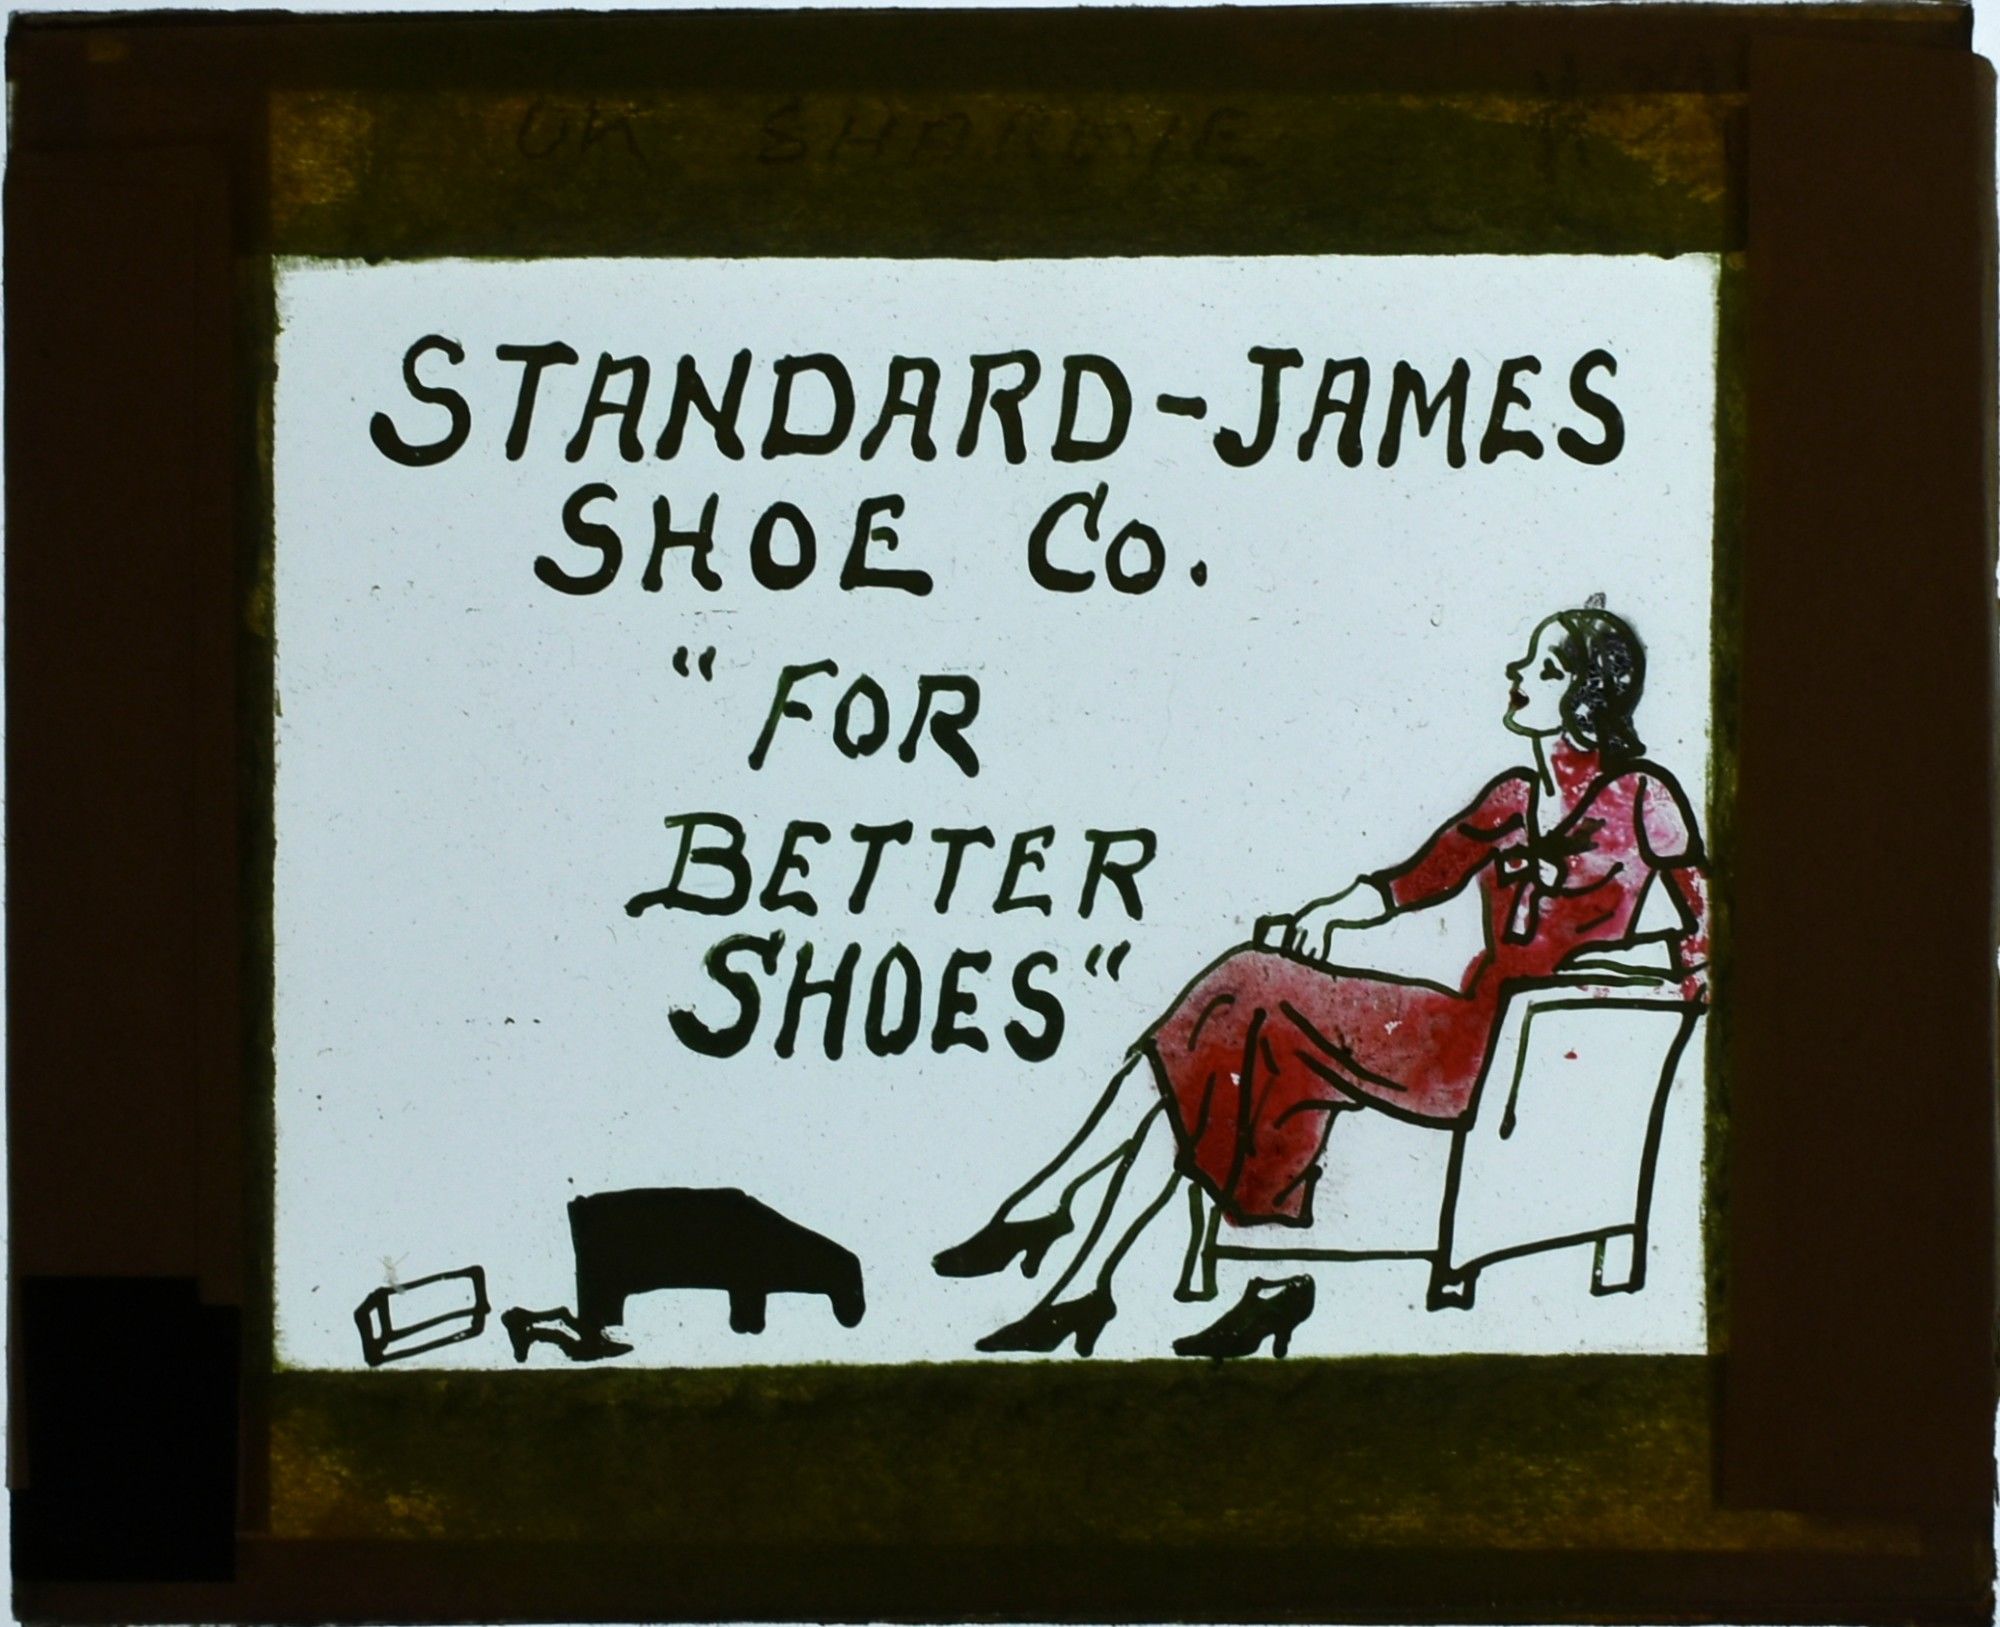 STANDARD-JAMES
SHOE Co.
“FOR
BETTER
SHOES“